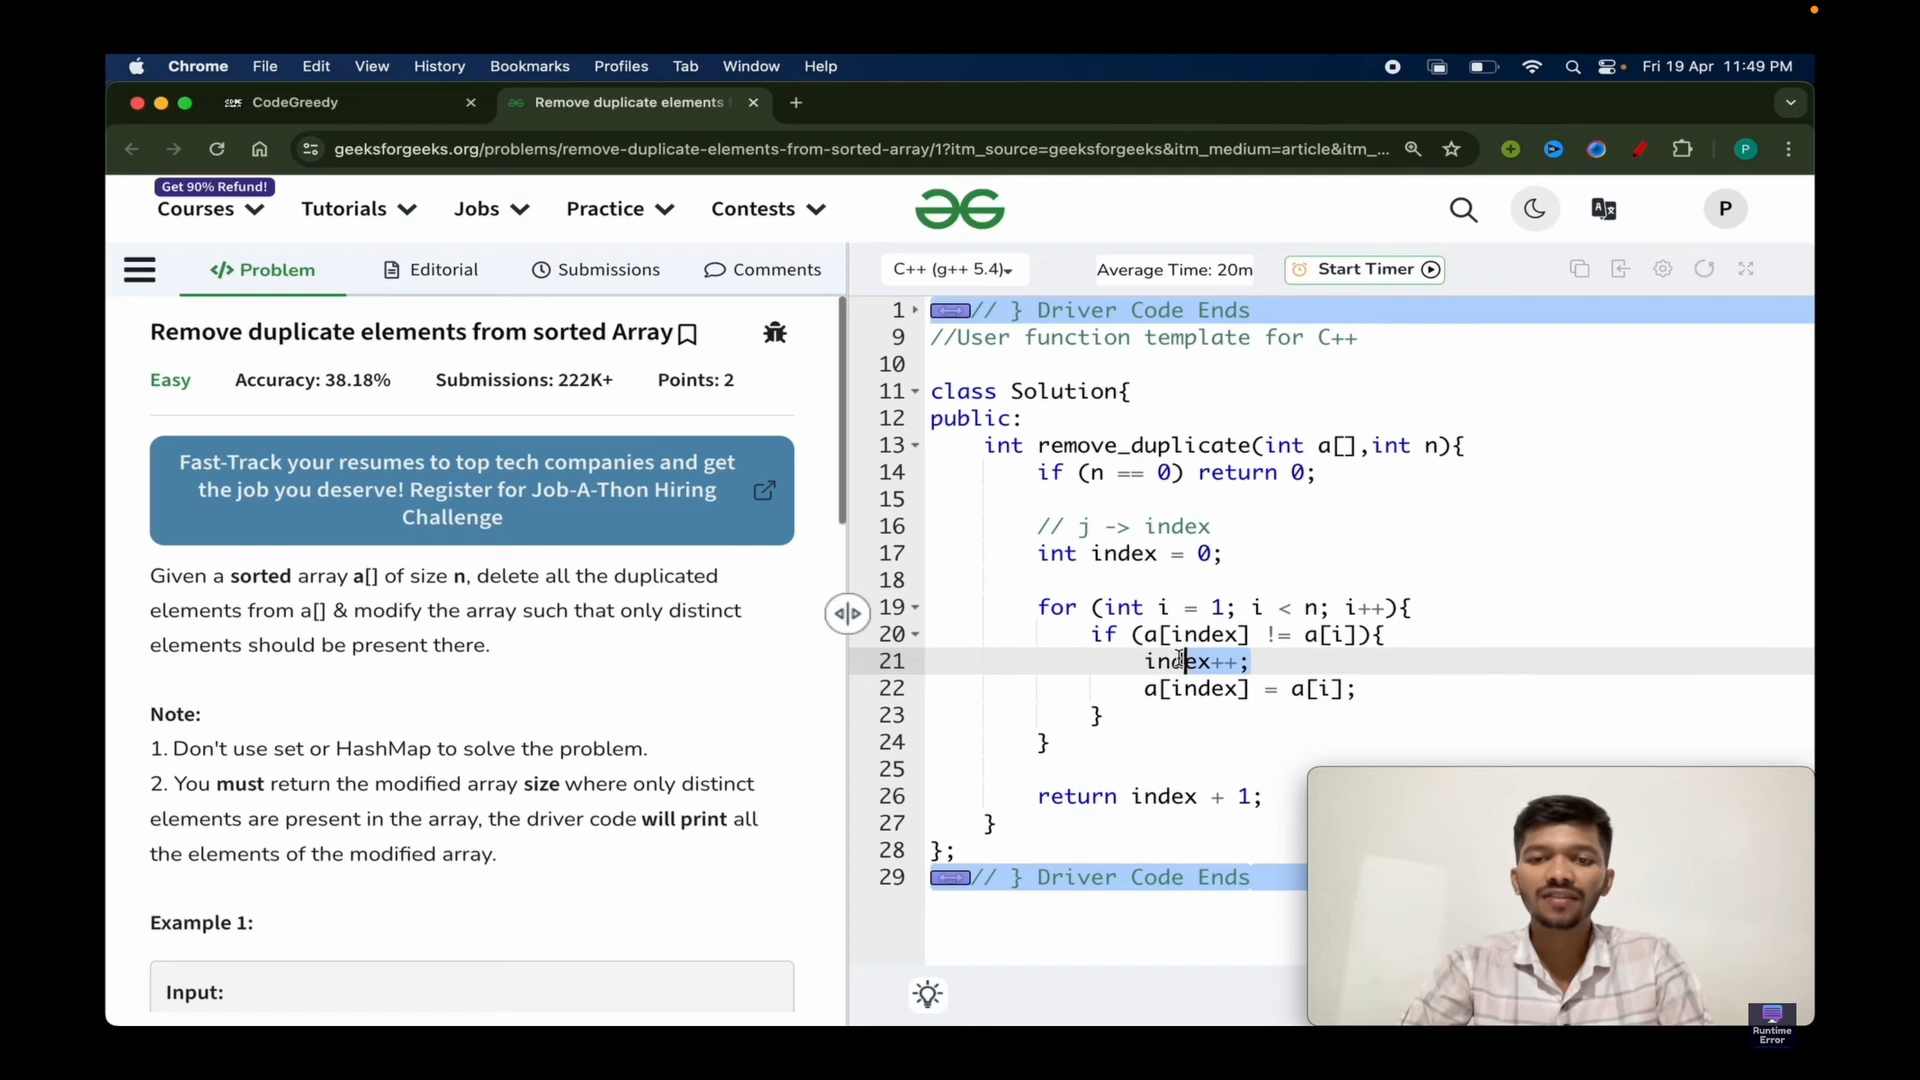 Chrome File Edit View History Bookmarks Profiles Tab Window Help Fri 19 Apr 11:49 PM
CodeGreedy Remove duplicate elements
geeksforgeeks.org/problems/remove-duplicate-elements-from-sorted-array/1?itm_source=geeksforgeeks&itm_medium=article&itm_...
P
Get 90% Refund!
Courses Tutorials Jobs Practice Contests
P
</> Problem Editorial Submissions Comments
C++ (g++ 5.4) Average Time: 20m Start Timer
Remove duplicate elements from sorted Array
Easy Accuracy: 38.18% Submissions: 222K+ Points: 2
Fast-Track your resumes to top tech companies and get
the job you deserve! Register for Job-A-Thon Hiring
Challenge
Given a sorted array a[] of size n, delete all the duplicated
elements from a[] & modify the array such that only distinct
elements should be present there.
Note:
1. Don't use set or HashMap to solve the problem.
2. You must return the modified array size where only distinct
elements are present in the array, the driver code will print all
the elements of the modified array.
Example 1:
Input:
1 // } Driver Code Ends
9 //User function template for C++
10
11 class Solution{
12 public:
13 int remove_duplicate(int a[],int n){
14 if (n == 0) return 0;
15
16 // j -> index
17 int index = 0;
18
19 for (int i = 1; i < n; i++){
20 if (a[index] != a[i]){
21 index++;
22 a[index] = a[i];
23 }
24 }
25
26 return index + 1;
27 }
28 };
29 // } Driver Code Ends
Runtime
Error